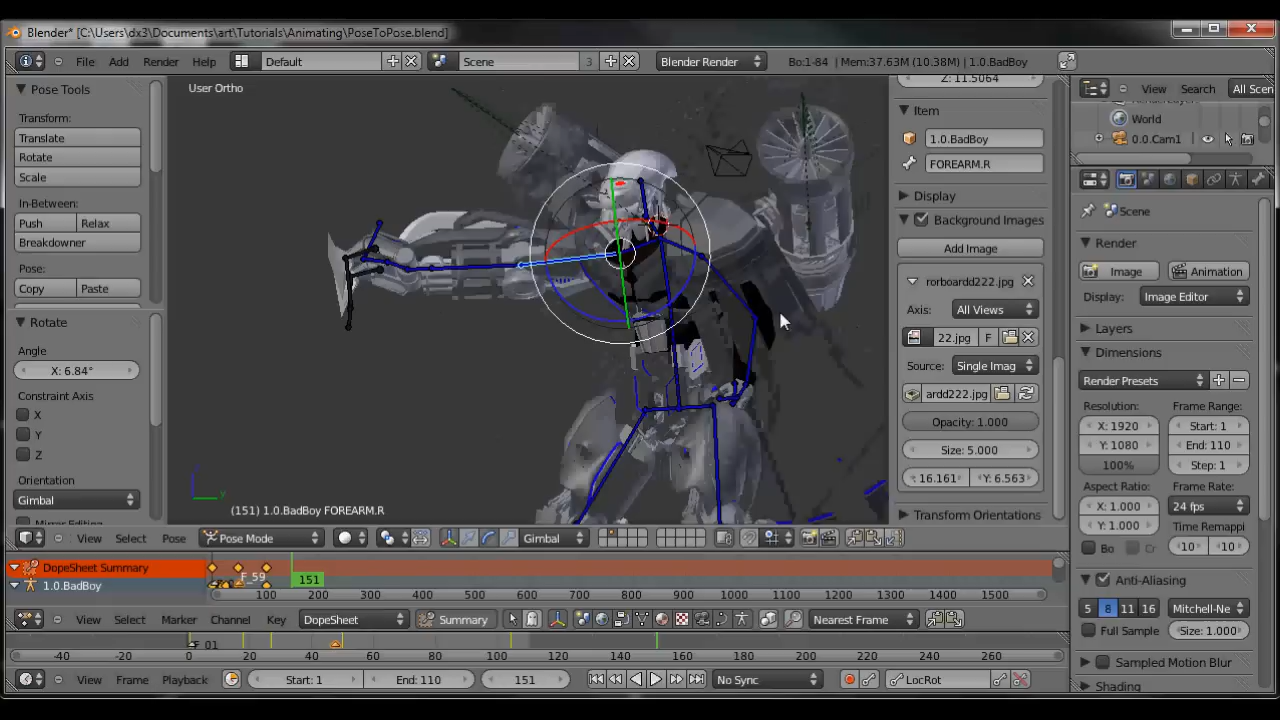 Blender* [C:\Users\dx3\Documents\art\Tutorials\Animating\PoseToPose.blend]
File Add Render Help Default Scene 3 Blender Render Bo:1-84 | Mem:37.63M (10.38M) | 1.0.BadBoy
Pose Tools
Transform:
Translate
Rotate
Scale
In-Between:
Push Relax
Breakdowner
Pose:
Copy Paste
Rotate
Angle
X: 6.84°
Constraint Axis
X
Y
Z
Orientation
Gimbal
User Ortho
(151) 1.0.BadBoy FOREARM.R
View Select Pose Pose Mode Gimbal
Z: 11.5064
Item
1.0.BadBoy
FOREARM.R
Display
Background Images
Add Image
rorboardd222.jpg
Axis: All Views
22.jpg F
Source: Single Imag
ardd222.jpg
Opacity: 1.000
Size: 5.000
16.161 Y: 6.563
Transform Orientations
View Search All Scen
World
0.0.Cam1
Scene
Render
Image Animation
Display: Image Editor
Layers
Dimensions
Render Presets
Resolution: Frame Range:
X: 1920 Start: 1
Y: 1080 End: 110
100% Step: 1
Aspect Ratio: Frame Rate:
X: 1.000 24 fps
Y: 1.000 Time Remappi
Bo Cr 10 10
Anti-Aliasing
5 8 11 16 Mitchell-Ne
Full Sample Size: 1.000
Sampled Motion Blur
Shading
DopeSheet Summary
1.0.BadBoy
F_59
151
100 200 300 400 500 600 700 800 900 1000 1100 1200 1300 1400 1500
View Select Marker Channel Key DopeSheet Summary Nearest Frame
F_01
-40 -20 0 20 40 60 80 100 120 140 160 180 200 220 240 260
View Frame Playback Start: 1 End: 110 151 No Sync LocRot